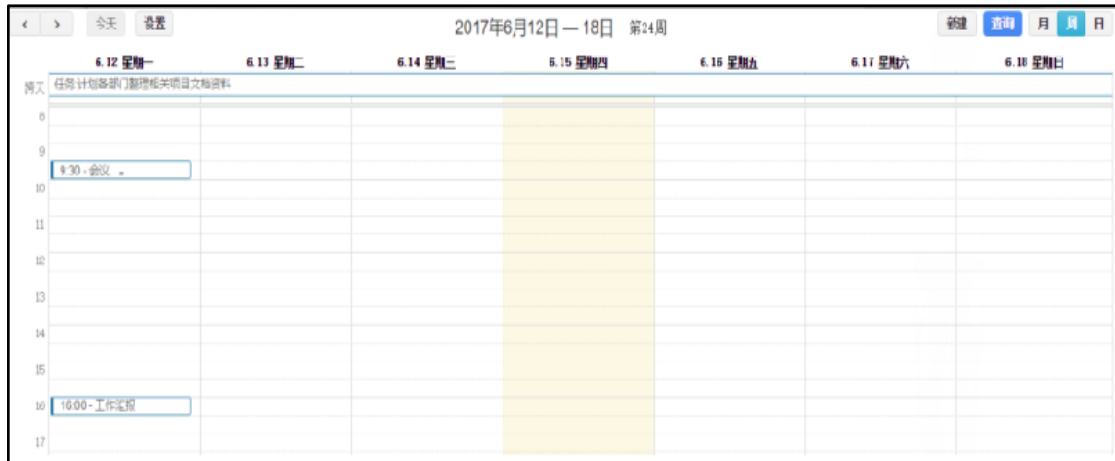 ‹ › 今天 设置 2017年6月12日 — 18日 第24周 新建 查询 月 周 日
6.12 星期一 6.13 星期二 6.14 星期三 6.15 星期四 6.16 星期五 6.17 星期六 6.18 星期日
跨天 任务:计划各部门整理相关项目文档资料
8
9
9:30 - 会议
10
11
12
13
14
15
16 16:00 - 工作汇报
17